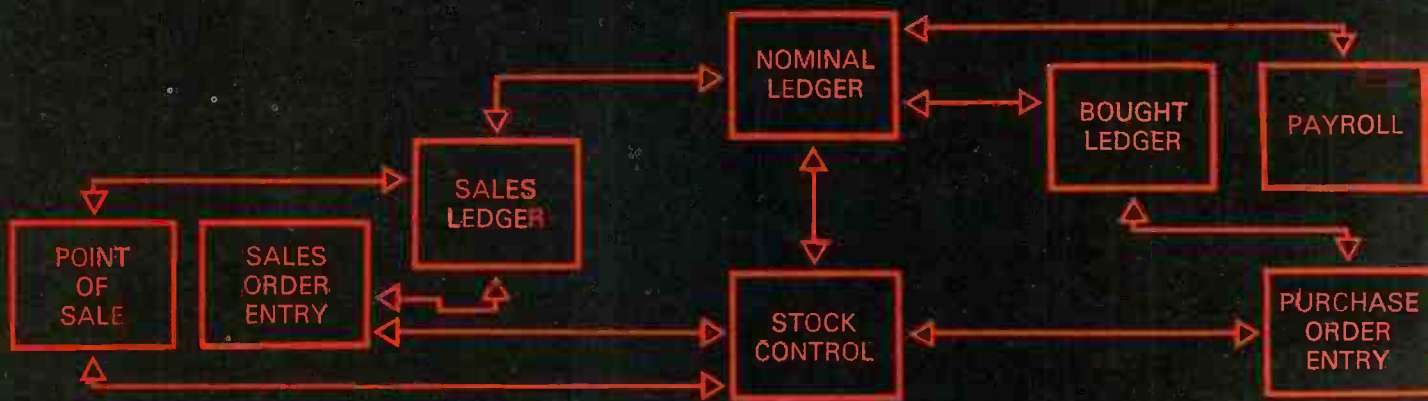 NOMINAL
LEDGER
BOUGHT
LEDGER
PAYROLL
SALES
LEDGER
POINT
OF
SALE
SALES
ORDER
ENTRY
STOCK
CONTROL
PURCHASE
ORDER
ENTRY